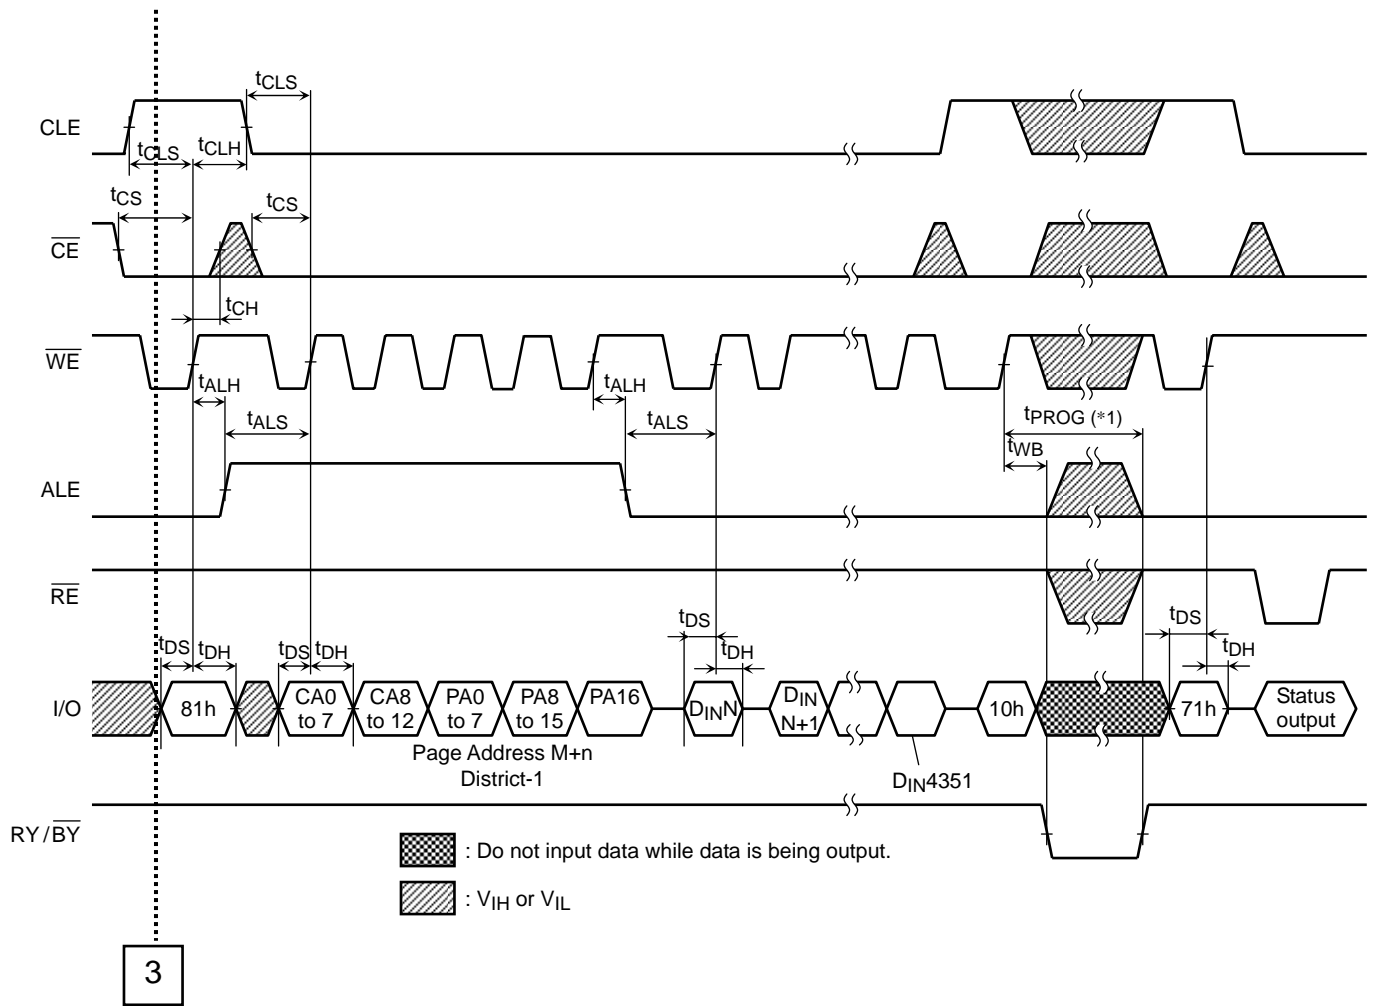 tCLS
CLE
tCLS tCLH
tCS tCS
CE
tCH
WE
tALH tALH
tALS tALS tPROG (*1)
tWB
ALE
RE
tDS tDH tDS tDH tDS tDH tDS tDH
I/O 81h CA0 to 7 CA8 to 12 PA0 to 7 PA8 to 15 PA16 DINN DIN N+1 10h 71h Status output
Page Address M+n
District-1
DIN4351
RY/BY
: Do not input data while data is being output.
: VIH or VIL
3